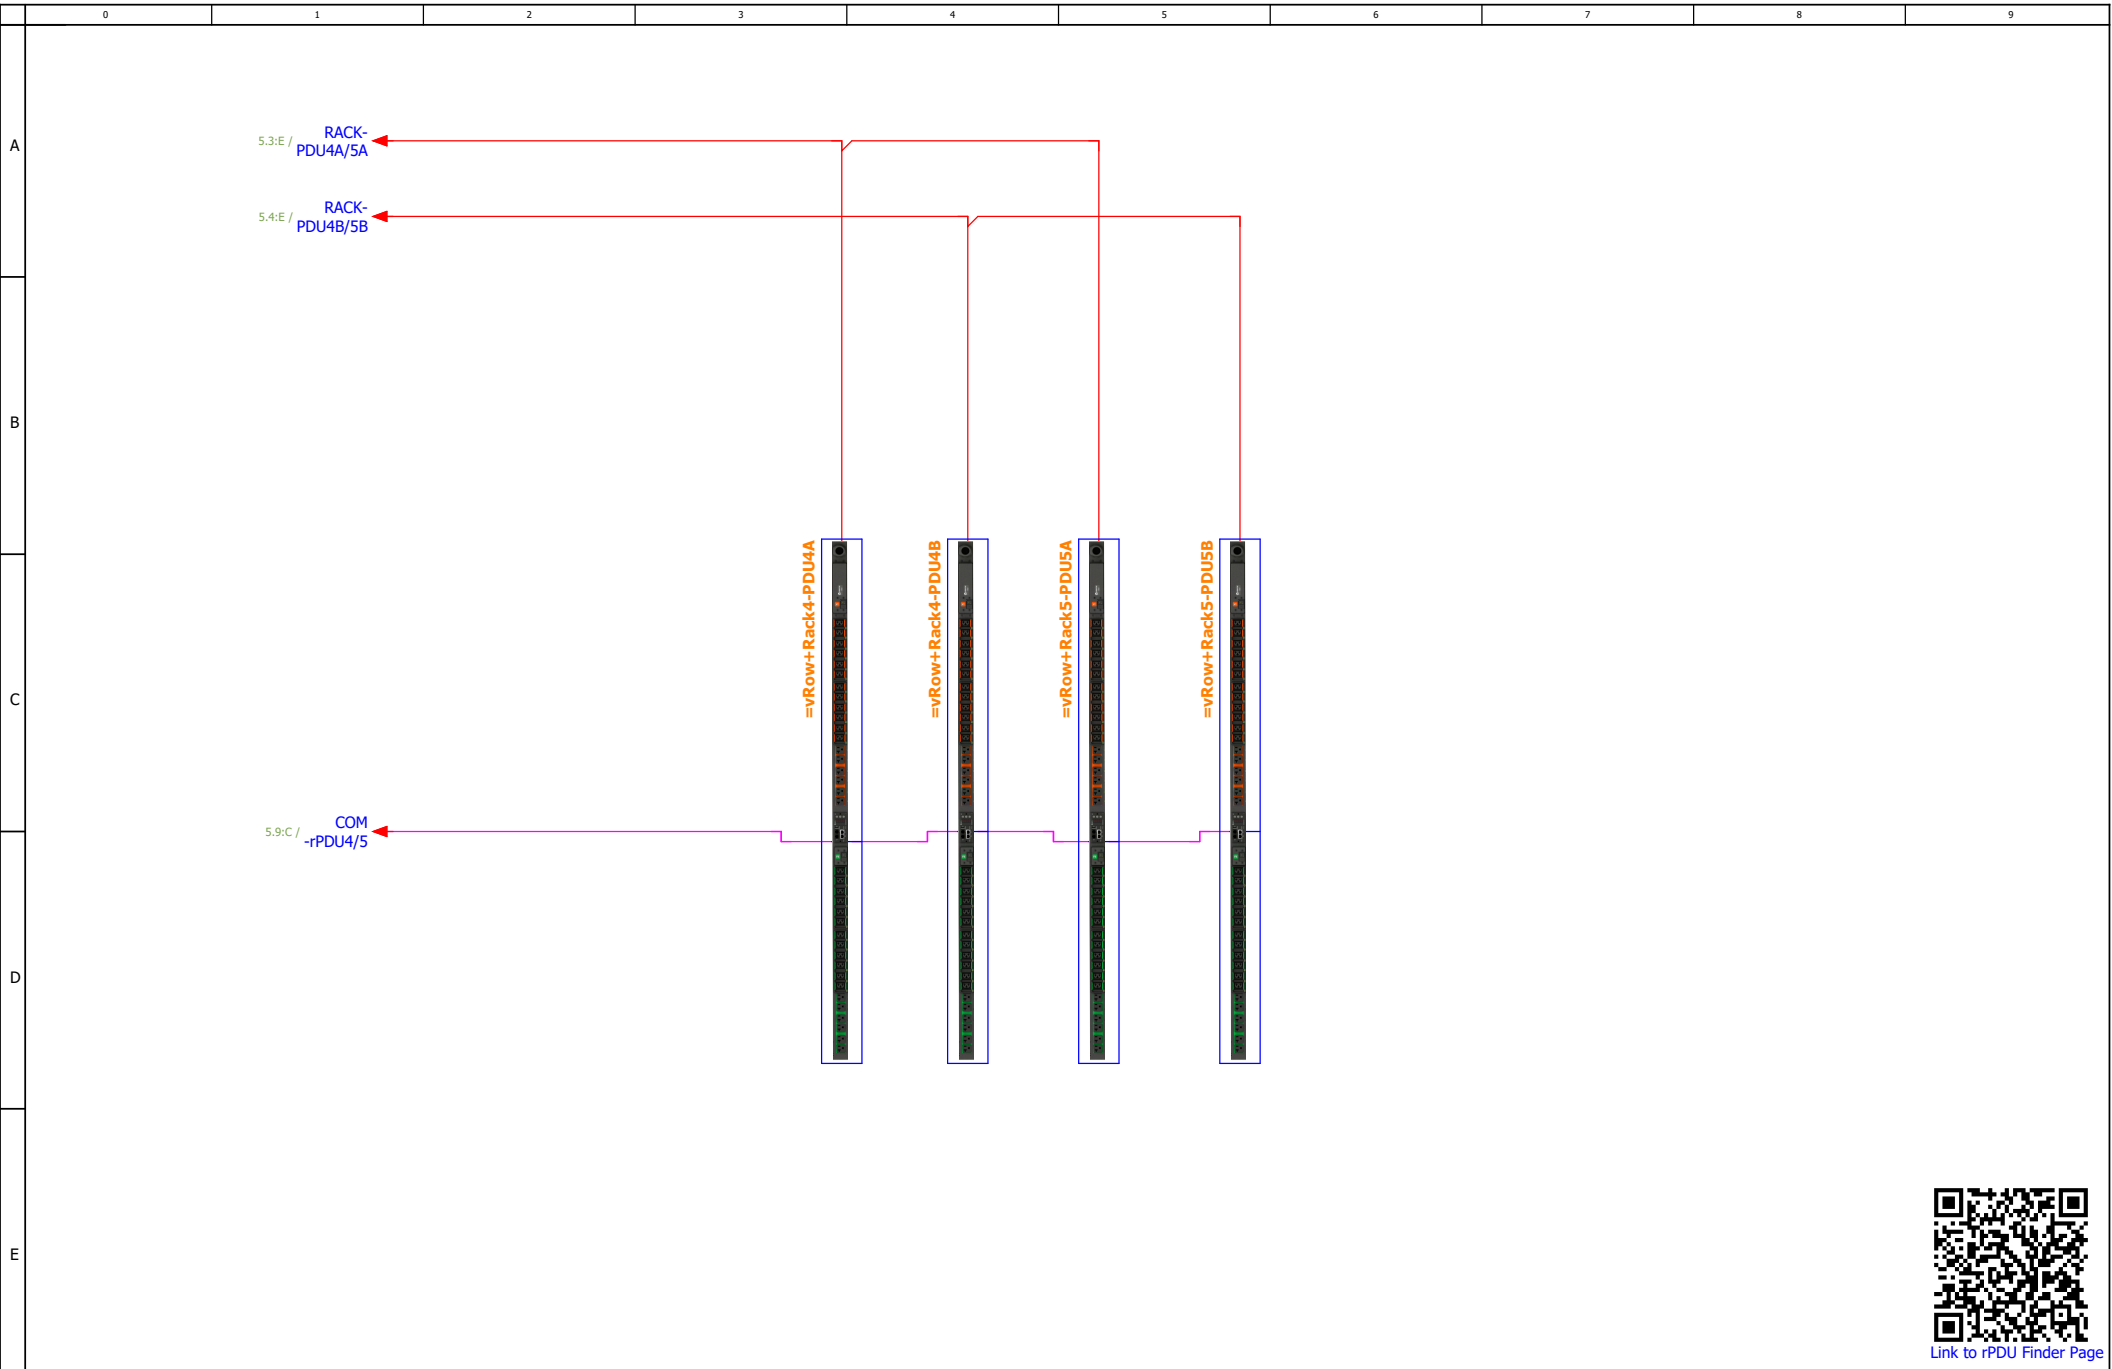 0 1 2 3 4 5 6 7 8 9
A
5.3:E / RACK-
PDU4A/5A
5.4:E / RACK-
PDU4B/5B
B
=vRow+Rack4-PDU4A
=vRow+Rack4-PDU4B
=vRow+Rack5-PDU5A
=vRow+Rack5-PDU5B
C
5.9:C / COM
-rPDU4/5
D
E
Link to rPDU Finder Page